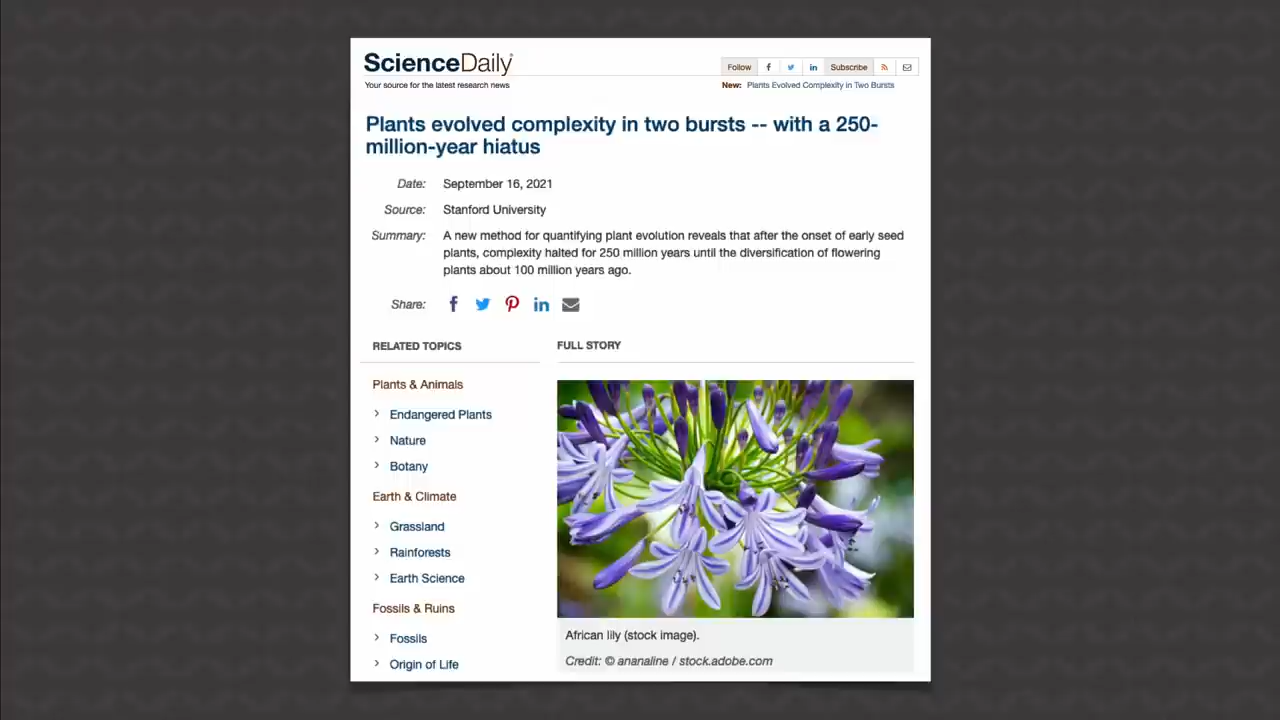 ScienceDaily
Your source for the latest research news
Follow
Subscribe
New: Plants Evolved Complexity in Two Bursts
Plants evolved complexity in two bursts -- with a 250-
million-year hiatus
Date: September 16, 2021
Source: Stanford University
Summary: A new method for quantifying plant evolution reveals that after the onset of early seed
plants, complexity halted for 250 million years until the diversification of flowering
plants about 100 million years ago.
Share:
RELATED TOPICS
Plants & Animals
Endangered Plants
Nature
Botany
Earth & Climate
Grassland
Rainforests
Earth Science
Fossils & Ruins
Fossils
Origin of Life
FULL STORY
African lily (stock image).
Credit: © ananaline / stock.adobe.com